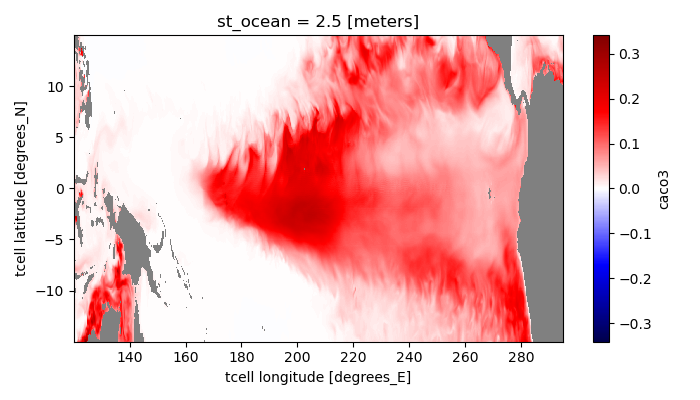 st_ocean = 2.5 [meters]
10
5
0
−5
−10
tcell latitude [degrees_N]
140 160 180 200 220 240 260 280
tcell longitude [degrees_E]
0.3
0.2
0.1
0.0
−0.1
−0.2
−0.3
caco3